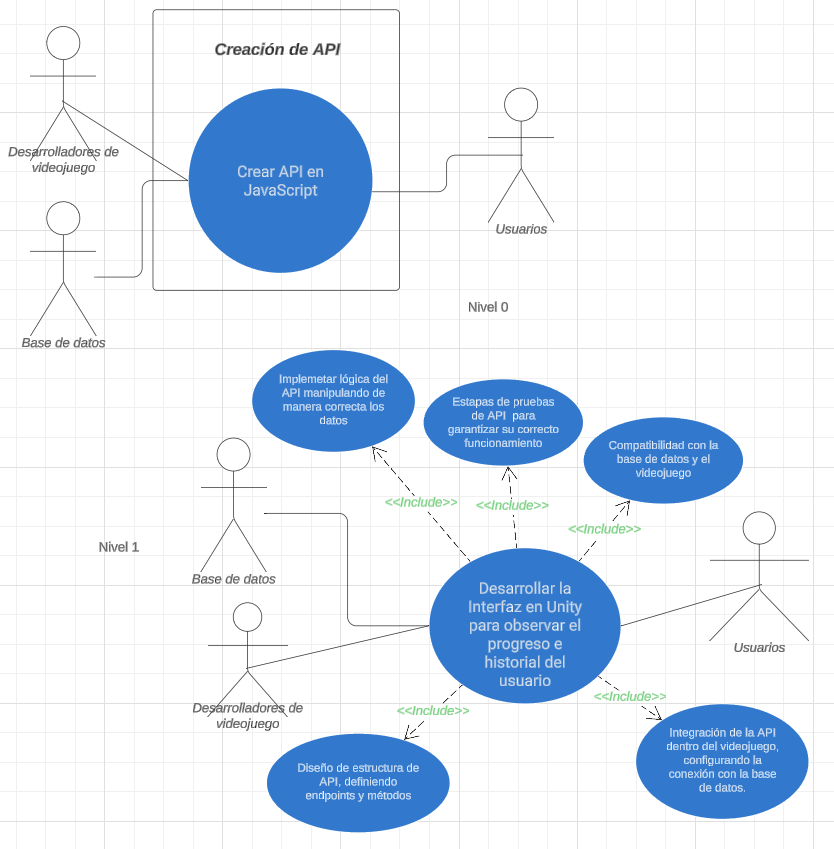 Creación de API
Desarrolladores de
videojuego
Crear API en
JavaScript
Usuarios
Base de datos
Nivel 0
Implemetar lógica del
API manipulando de
manera correcta los
datos
Estapas de pruebas
de API para
garantizar su correcto
funcionamiento
Compatibilidad con la
base de datos y el
videojuego
<<Include>>
<<Include>>
<<Include>>
Nivel 1
Base de datos
Desarrollar la
Interfaz en Unity
para observar el
progreso e
historial del
usuario
Usuarios
Desarrolladores de
videojuego
<<Include>>
<<Include>>
Diseño de estructura de
API, definiendo
endpoints y métodos
Integración de la API
dentro del videojuego,
configurando la
conexión con la base
de datos.